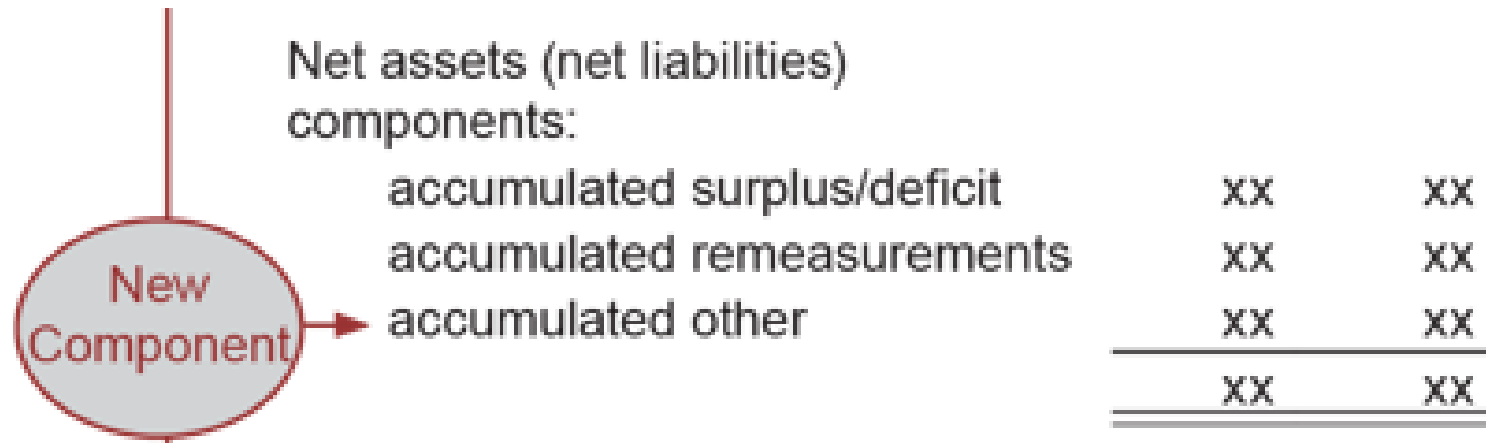 Net assets (net liabilities)
components:
accumulated surplus/deficit xx xx
accumulated remeasurements xx xx
New
Component
accumulated other xx xx
xx xx